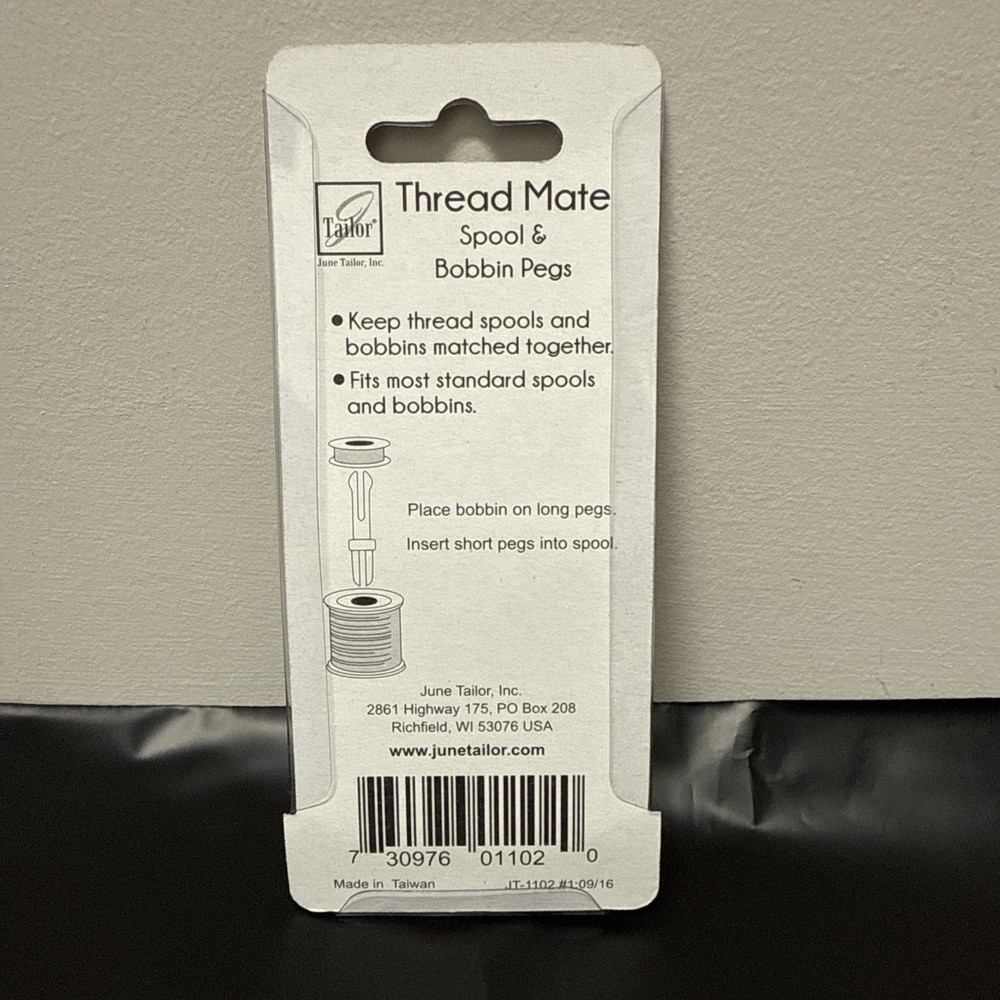 Tailor®
June Tailor, Inc.
Thread Mate
Spool &
Bobbin Pegs
● Keep thread spools and
bobbins matched together.
● Fits most standard spools
and bobbins.
Place bobbin on long pegs.
Insert short pegs into spool.
June Tailor, Inc.
2861 Highway 175, PO Box 208
Richfield, WI 53076 USA
www.junetailor.com
7 30976 01102 0
Made in Taiwan JT-1102 #1:09/16